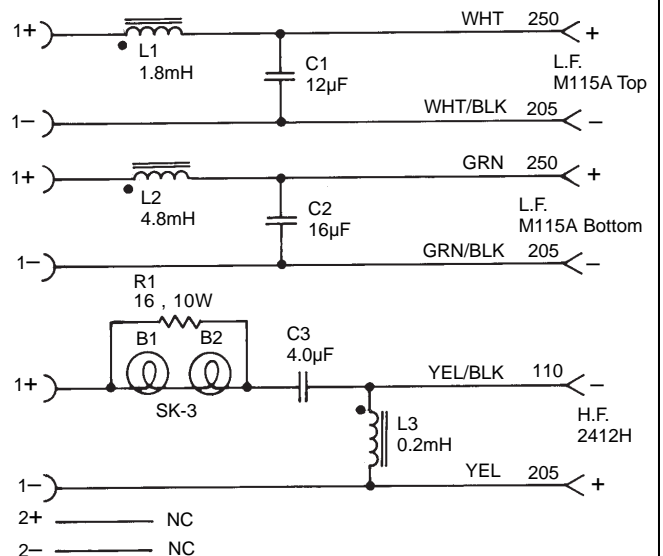 1+ WHT 250 +
L1
1.8mH
C1
12µF
L.F.
M115A Top
1− WHT/BLK 205 −
1+ GRN 250 +
L2
4.8mH
C2
16µF
L.F.
M115A Bottom
1− GRN/BLK 205 −
R1
16 , 10W
B1 B2
C3
4.0µF
1+ YEL/BLK 110 −
SK-3
L3
0.2mH
H.F.
2412H
1− YEL 205 +
2+ NC
2− NC